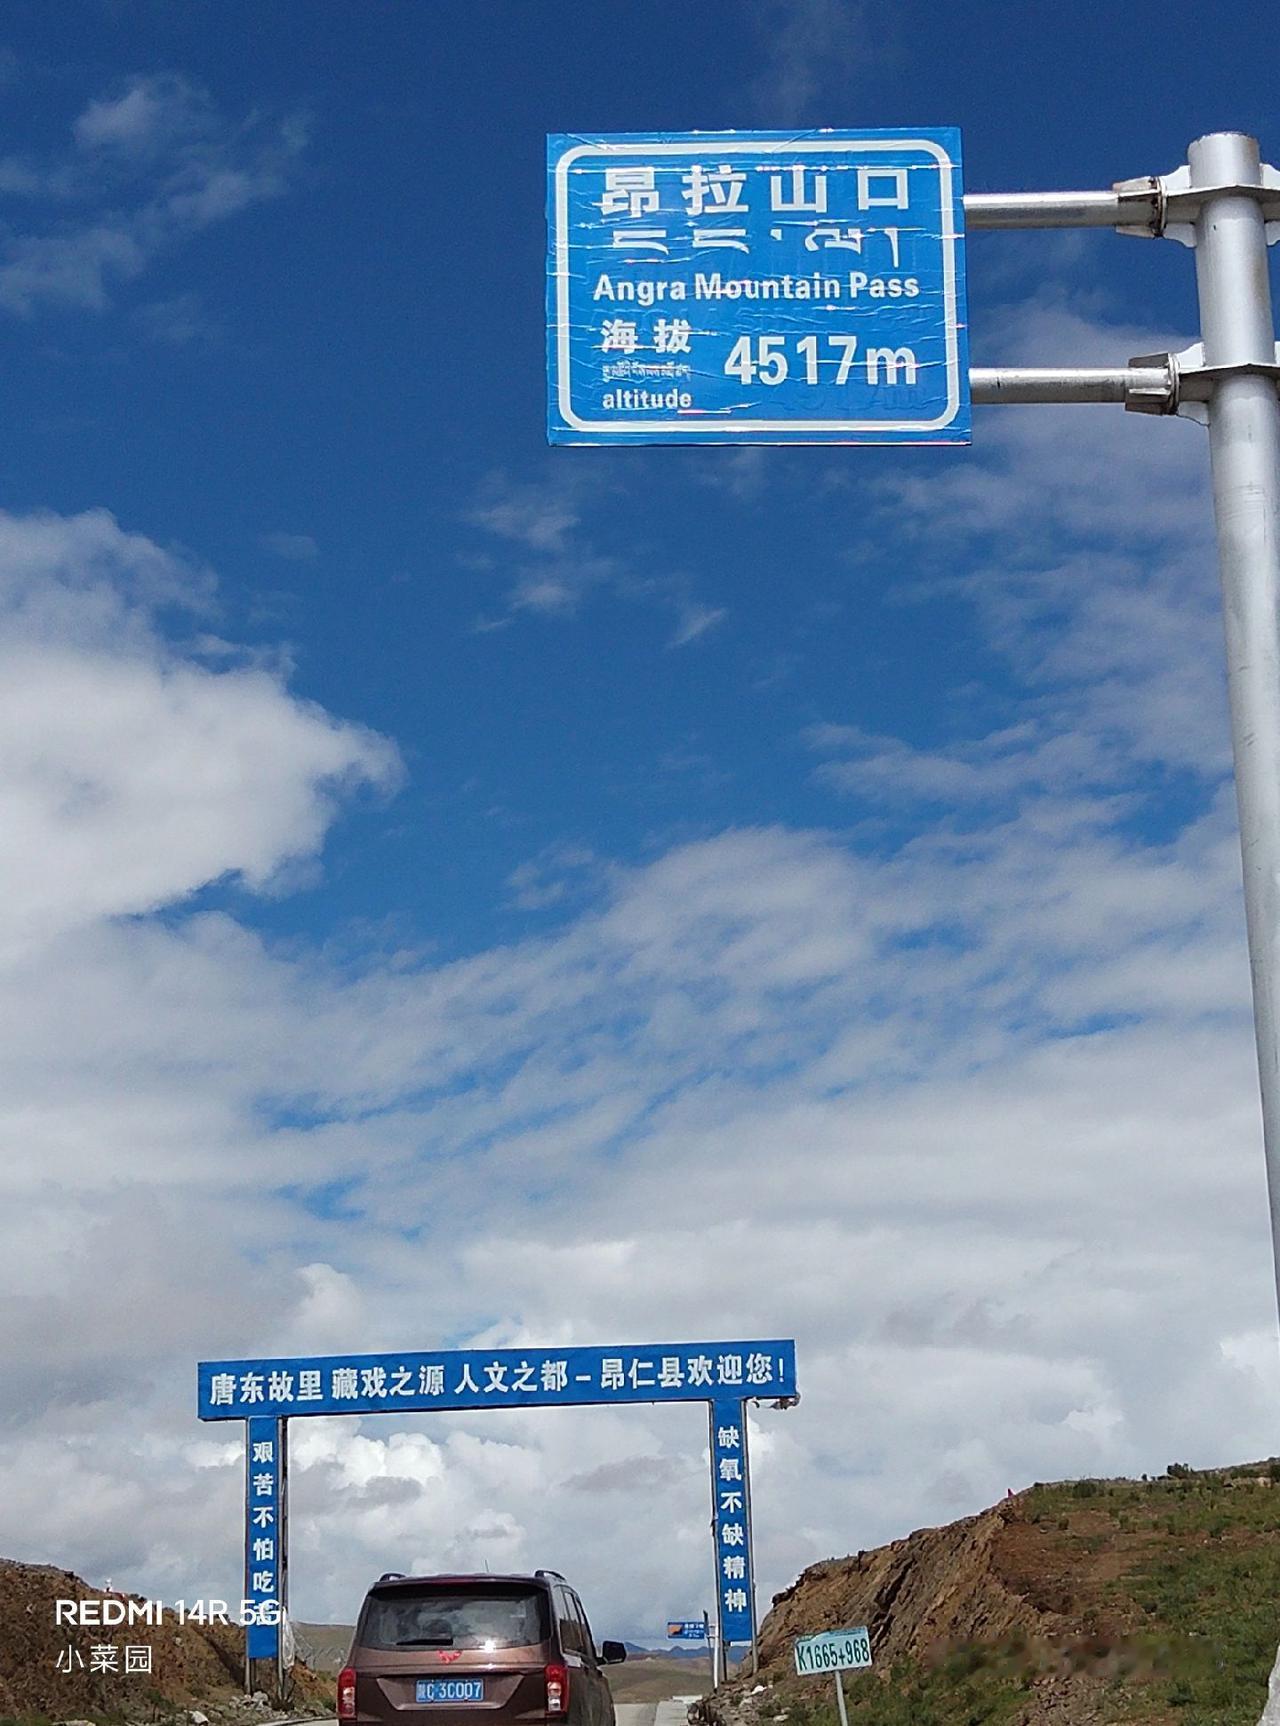 昂拉山口
Angra Mountain Pass
海拔 4517m
altitude
唐东故里 藏戏之源 人文之都－昂仁县欢迎您！
艰苦不怕吃苦
缺氧不缺精神
K1665+968
3C007
REDMI 14R 5G
小菜园